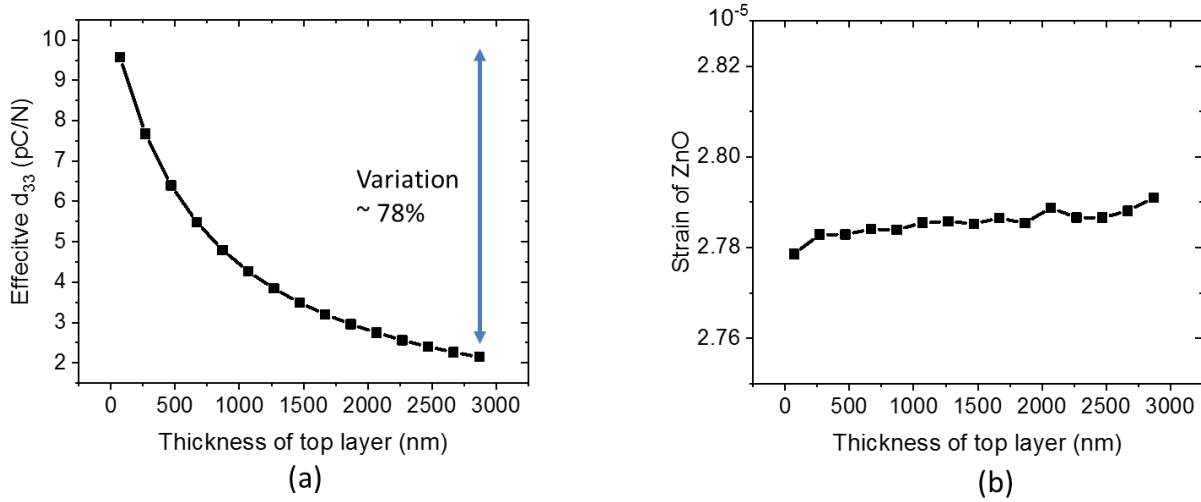 10
9
8
7
6
5
4
3
2
Effecitve d33 (pC/N)
Variation
~ 78%
0 500 1000 1500 2000 2500 3000
Thickness of top layer (nm)
(a)
10-5
2.82
2.80
2.78
2.76
Strain of ZnO
0 500 1000 1500 2000 2500 3000
Thickness of top layer (nm)
(b)